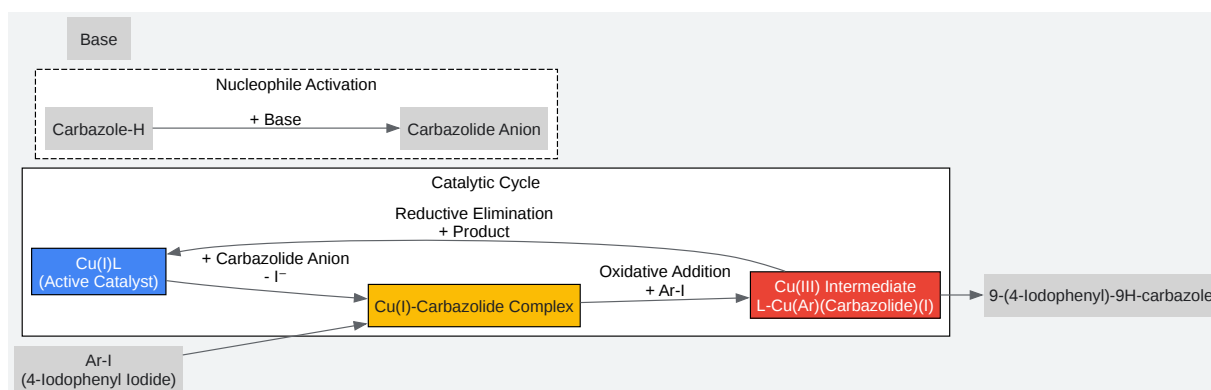 Base
Nucleophile Activation
Carbazole-H
+ Base
Carbazolide Anion
Catalytic Cycle
Reductive Elimination
+ Product
Cu(I)L
(Active Catalyst)
+ Carbazolide Anion
- I⁻
Cu(I)-Carbazolide Complex
Oxidative Addition
+ Ar-I
Cu(III) Intermediate
L-Cu(Ar)(Carbazolide)(I)
9-(4-Iodophenyl)-9H-carbazole
Ar-I
(4-Iodophenyl Iodide)